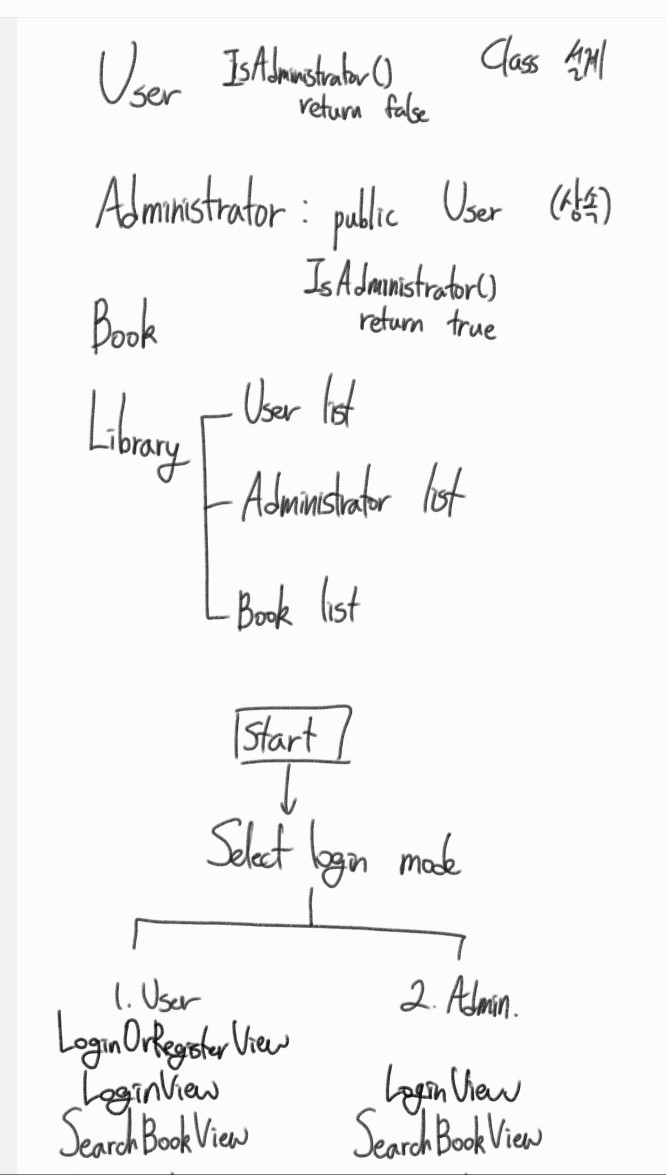 Class 설계
User IsAdministrator()
return false
Administrator : public User (상속)
IsAdministrator()
return true
Book
Library
User list
Administrator list
Book list
Start
Select login mode
1. User
LoginOrRegisterView
LoginView
SearchBookView
2. Admin.
LoginView
SearchBookView